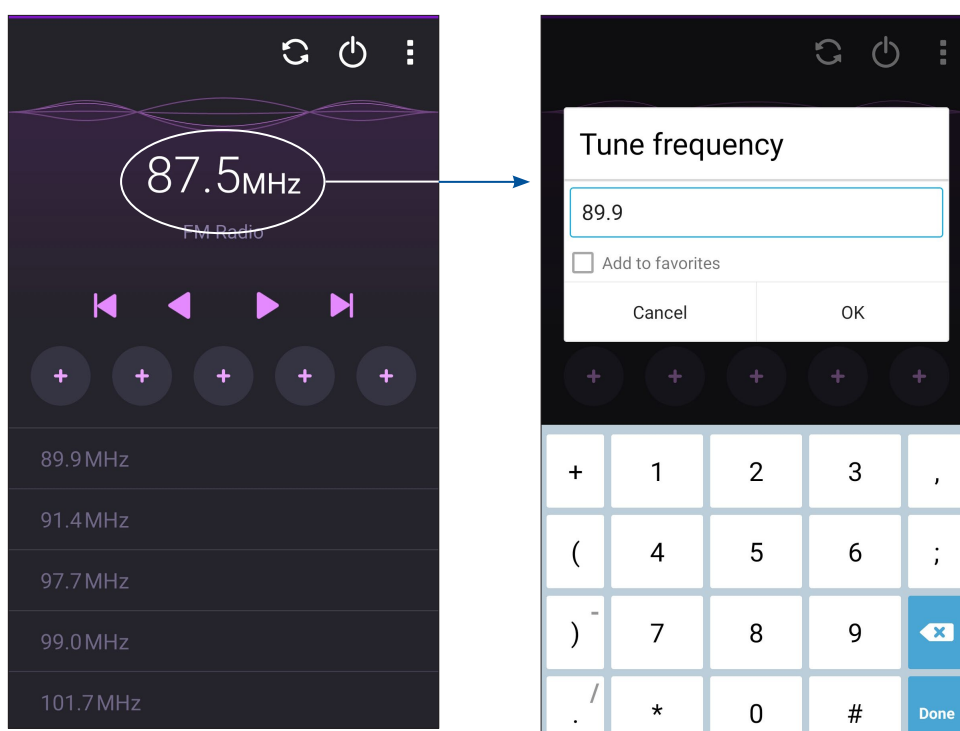 87.5MHz
FM Radio
+ + + + +
89.9MHz
91.4MHz
97.7MHz
99.0MHz
101.7MHz
Tune frequency
89.9
Add to favorites
Cancel OK
+ + + + +
+ 1 2 3 ,
( 4 5 6 ;
) - 7 8 9
. / * 0 # Done